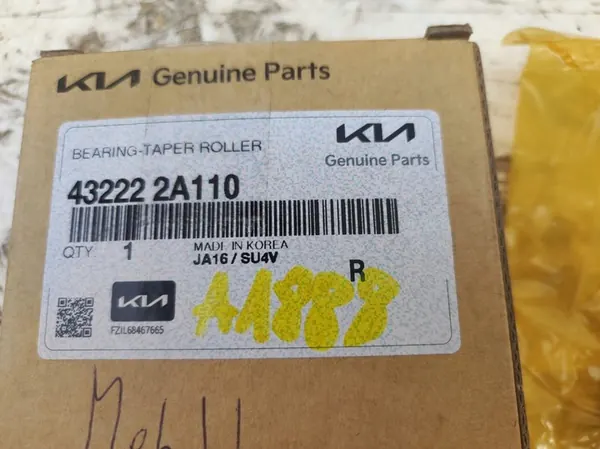 KIA Genuine Parts
BEARING-TAPER ROLLER
KIA
Genuine Parts
43222 2A110
QTY. 1
MADE IN KOREA
JA16 / SU4V
R
KIA
FZIL68467665
A1888